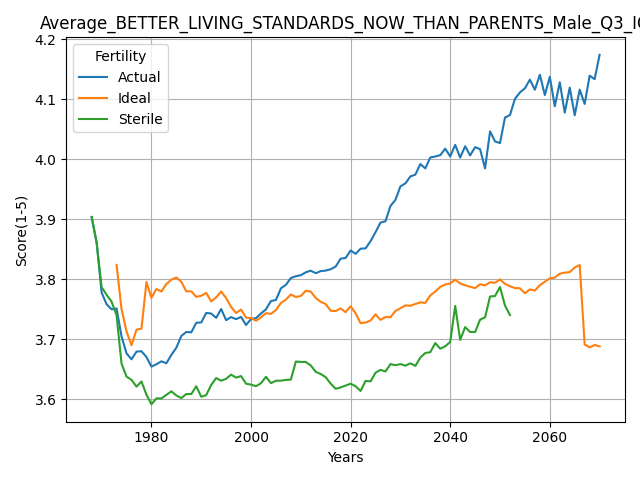 Average_BETTER_LIVING_STANDARDS_NOW_THAN_PARENTS_Male_Q3_IC
Fertility
Actual
Ideal
Sterile
Score(1-5)
4.2
4.1
4.0
3.9
3.8
3.7
3.6
1980
2000
2020
2040
2060
Years